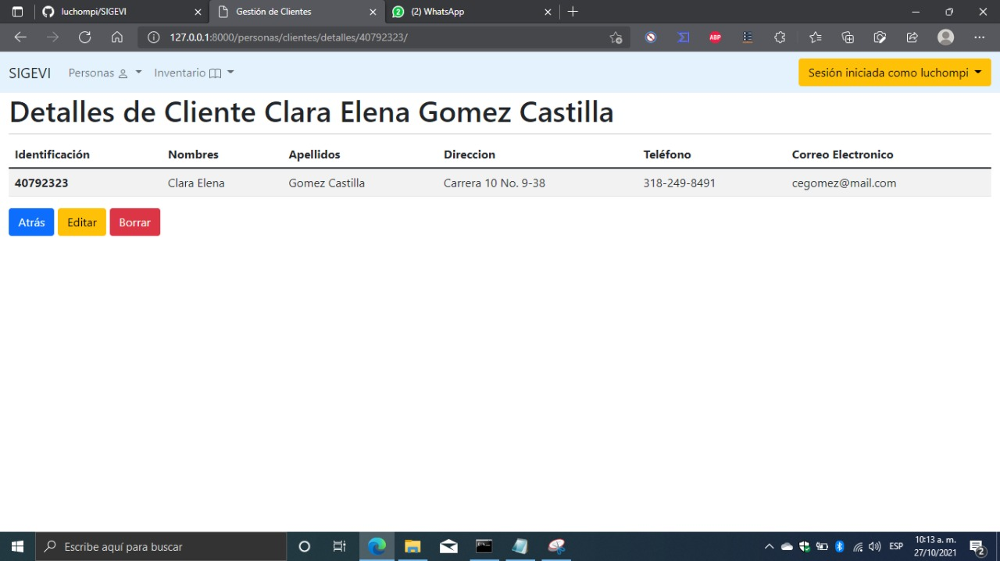 luchompi/SIGEVI
Gestión de Clientes
2
(2) WhatsApp
127.0.0.1:8000/personas/clientes/detalles/40792323/
ABP
SIGEVI Personas Inventario Sesión iniciada como luchompi
Detalles de Cliente Clara Elena Gomez Castilla
Identificación Nombres Apellidos Direccion Teléfono Correo Electronico
40792323 Clara Elena Gomez Castilla Carrera 10 No. 9-38 318-249-8491 cegomez@mail.com
Atrás Editar Borrar
Escribe aquí para buscar
ESP
10:13 a. m.
27/10/2021
2